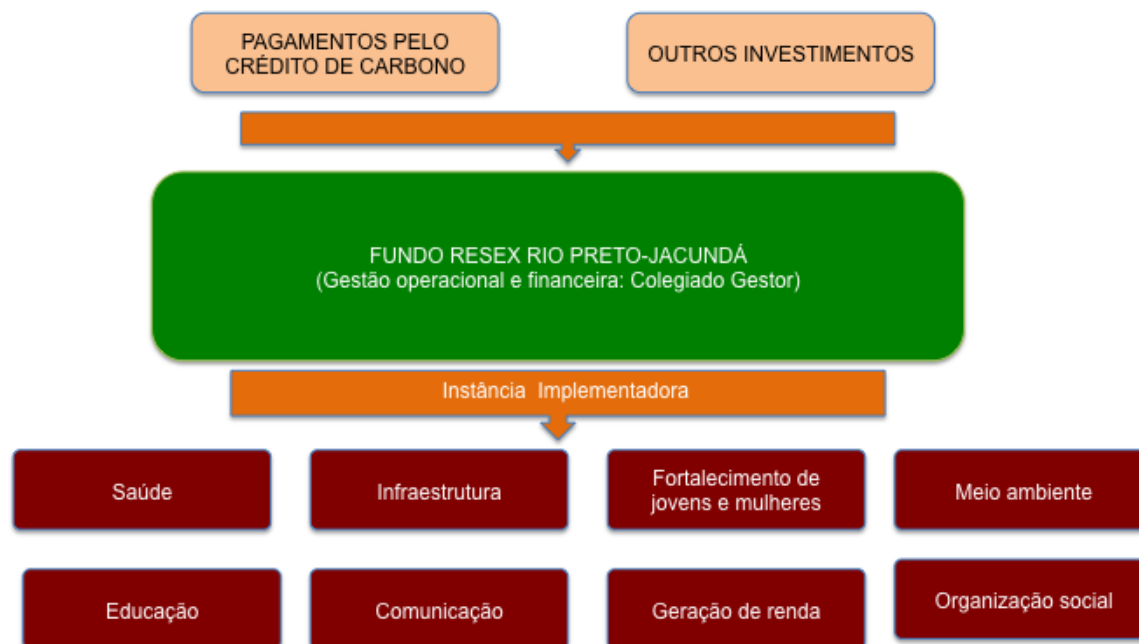 PAGAMENTOS PELO
CRÉDITO DE CARBONO
OUTROS INVESTIMENTOS
FUNDO RESEX RIO PRETO-JACUNDÁ
(Gestão operacional e financeira: Colegiado Gestor)
Instância Implementadora
Saúde
Infraestrutura
Fortalecimento de
jovens e mulheres
Meio ambiente
Educação
Comunicação
Geração de renda
Organização social